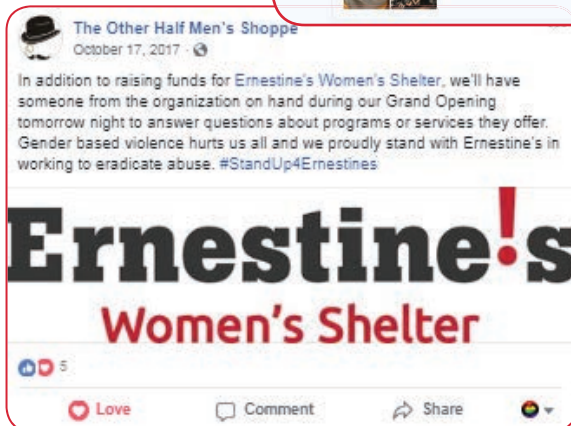 The Other Half Men's Shoppe
October 17, 2017
In addition to raising funds for Ernestine's Women's Shelter, we'll have
someone from the organization on hand during our Grand Opening
tomorrow night to answer questions about programs or services they offer.
Gender based violence hurts us all and we proudly stand with Ernestine's in
working to eradicate abuse. #StandUp4Ernestines
Ernestine!s
Women's Shelter
5
Love Comment Share